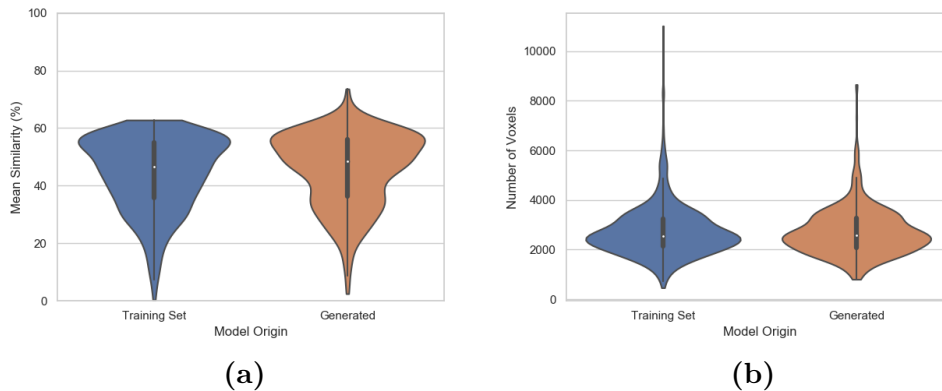 100
80
60
40
20
0
Mean Similarity (%)
Training Set
Generated
Model Origin
(a)
10000
8000
6000
4000
2000
0
Number of Voxels
Training Set
Generated
Model Origin
(b)